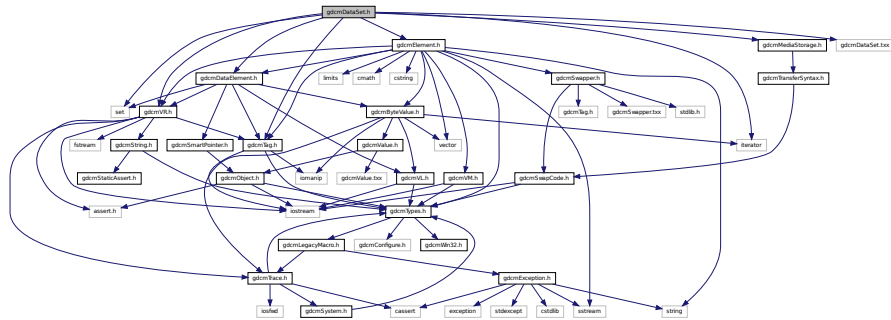 gdcmDataSet.h
gdcmElement.h
gdcmMediaStorage.h
gdcmDataSet.txx
gdcmDataElement.h
limits
cmath
cstring
gdcmSwapper.h
gdcmTransferSyntax.h
set
gdcmVR.h
gdcmByteValue.h
gdcmTag.h
gdcmSwapper.txx
stdlib.h
fstream
gdcmString.h
gdcmSmartPointer.h
gdcmTag.h
gdcmValue.h
vector
iterator
gdcmStaticAssert.h
gdcmObject.h
iomanip
gdcmValue.txx
gdcmVL.h
gdcmVM.h
gdcmSwapCode.h
assert.h
iostream
gdcmTypes.h
gdcmLegacyMacro.h
gdcmConfigure.h
gdcmWin32.h
gdcmTrace.h
gdcmException.h
iosfwd
gdcmSystem.h
cassert
exception
stdexcept
cstdlib
sstream
string